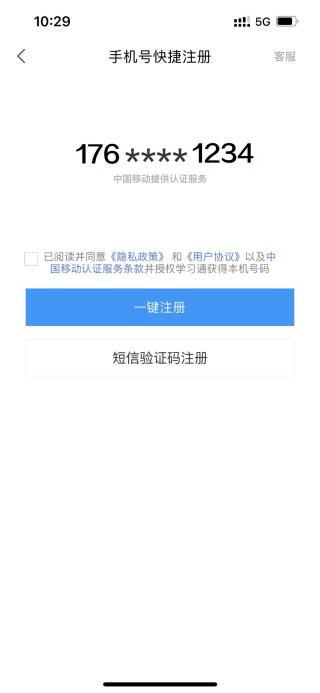 10:29 5G
手机号快捷注册 客服
176****1234
中国移动提供认证服务
已阅读并同意《隐私政策》 和《用户协议》以及中
国移动认证服务条款并授权学习通获得本机号码
一键注册
短信验证码注册